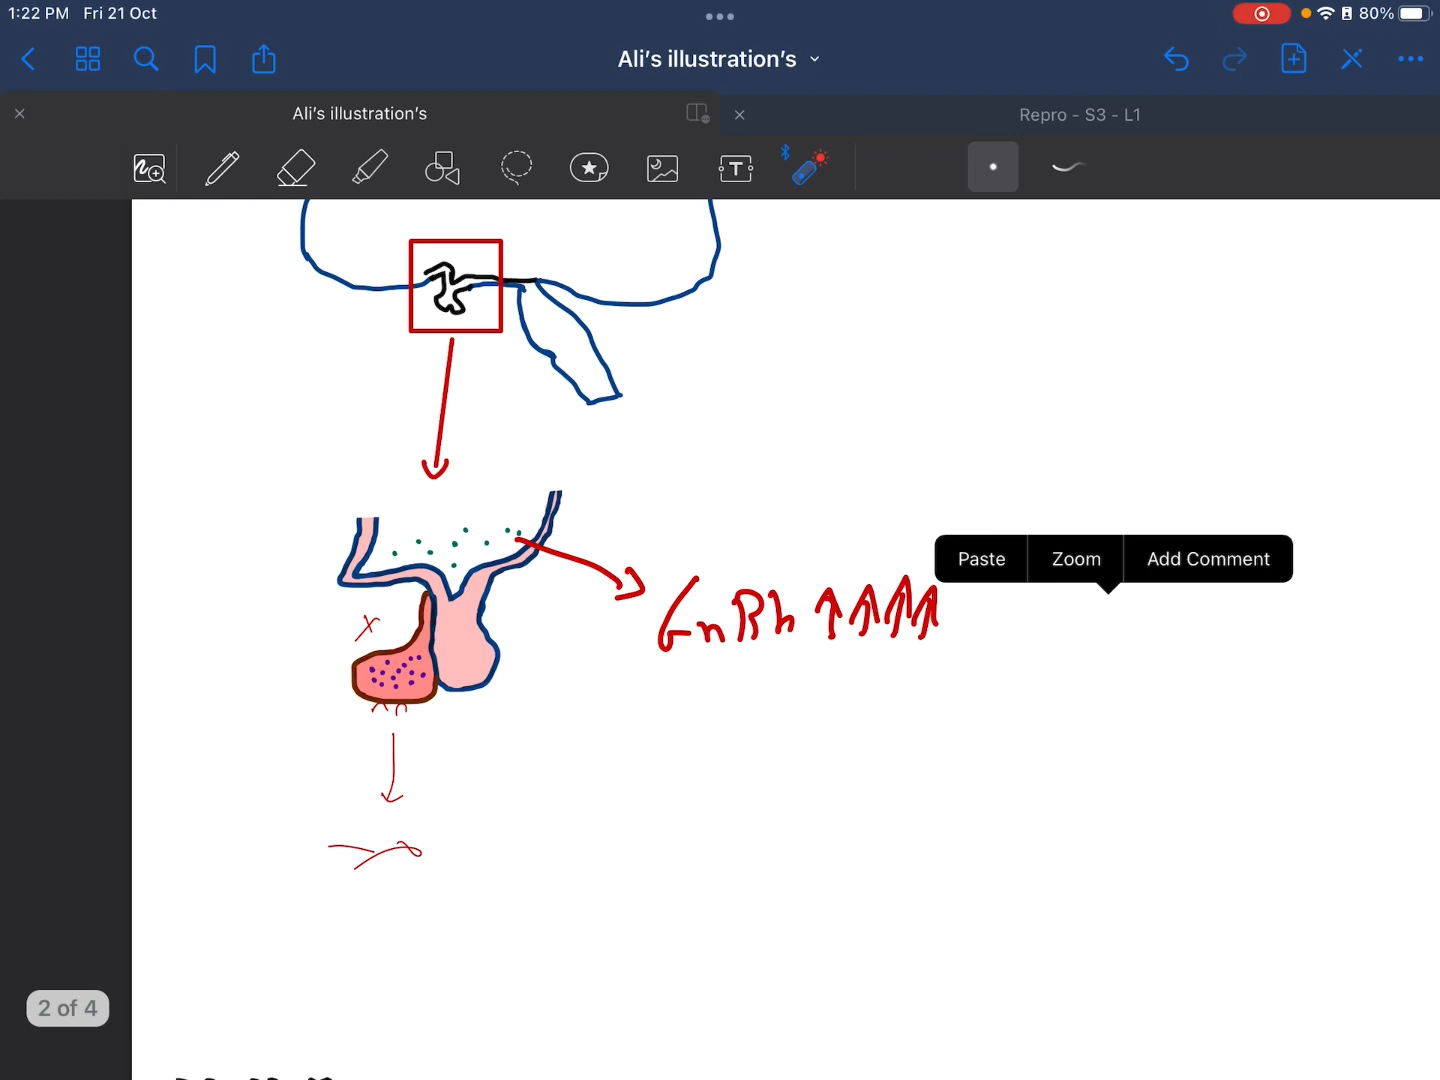 1:22 PM Fri 21 Oct
80%
Ali's illustration's
Ali's illustration's
Repro - S3 - L1
T
Paste Zoom Add Comment
GnRh ↑↑↑↑
X
2 of 4